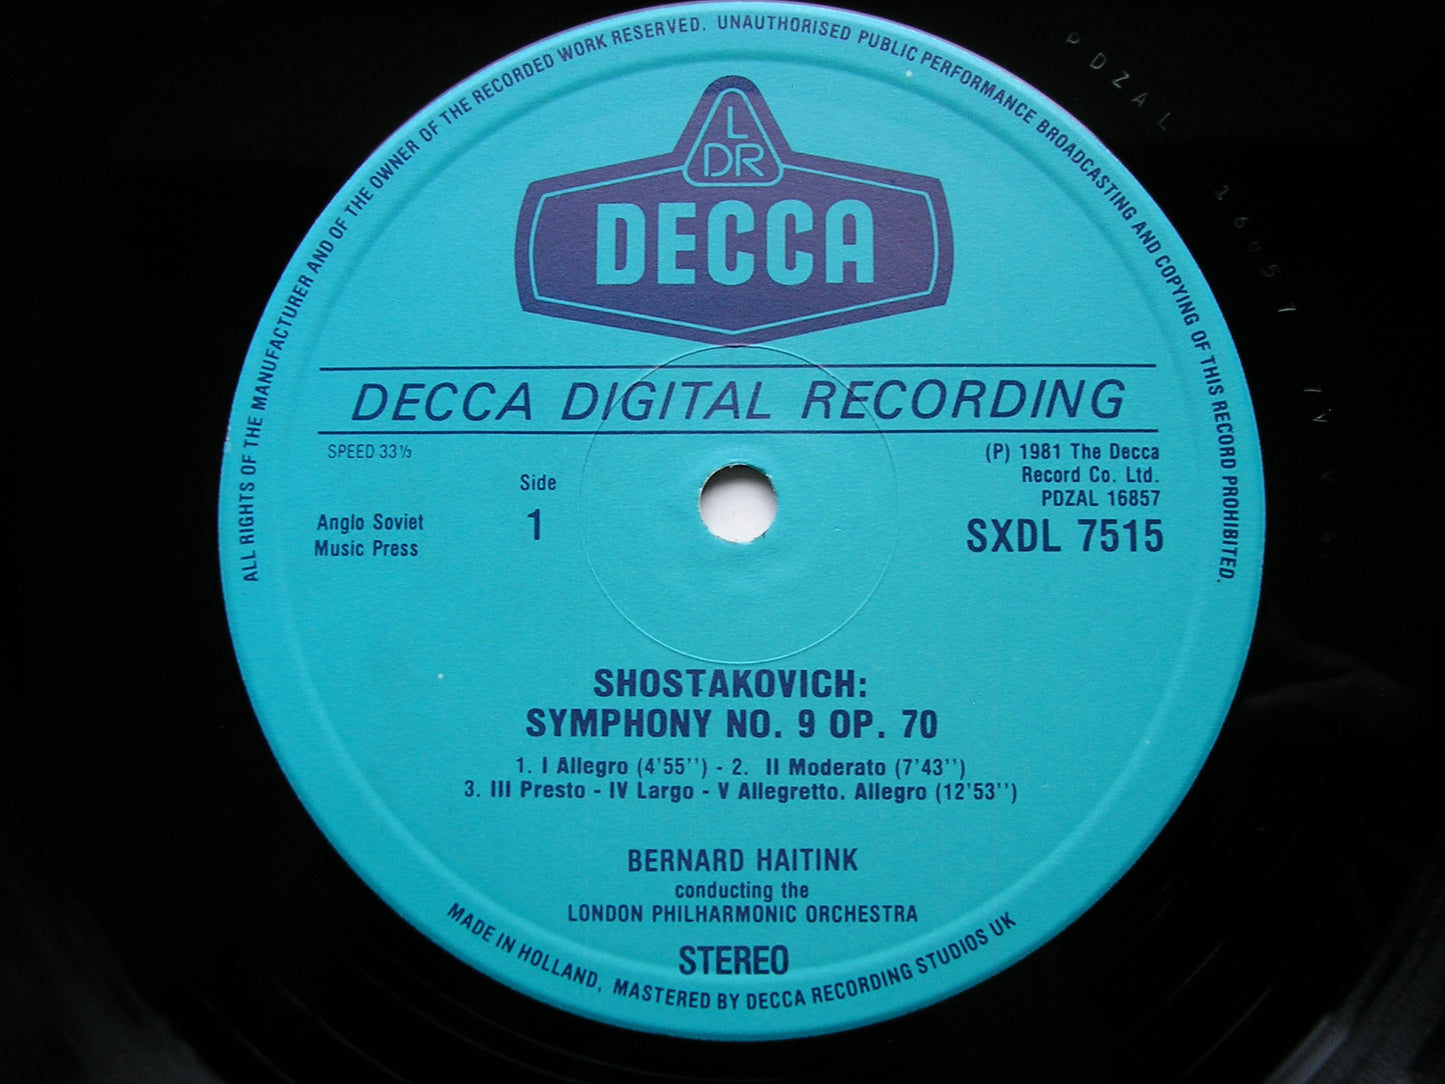 ALL RIGHTS OF THE MANUFACTURER AND OF THE OWNER OF THE RECORDED WORK RESERVED. UNAUTHORISED PUBLIC PERFORMANCE BROADCASTING AND COPYING OF THIS RECORD PROHIBITED.
L
DR
DECCA
DECCA DIGITAL RECORDING
SPEED 33⅓
Side
1
Anglo Soviet
Music Press
(P) 1981 The Decca
Record Co. Ltd.
PDZAL 16857
SXDL 7515
SHOSTAKOVICH:
SYMPHONY NO. 9 OP. 70
1. I Allegro (4'55'') - 2. II Moderato (7'43'')
3. III Presto - IV Largo - V Allegretto. Allegro (12'53'')
BERNARD HAITINK
conducting the
LONDON PHILHARMONIC ORCHESTRA
STEREO
MADE IN HOLLAND, MASTERED BY DECCA RECORDING STUDIOS UK
PDZAL